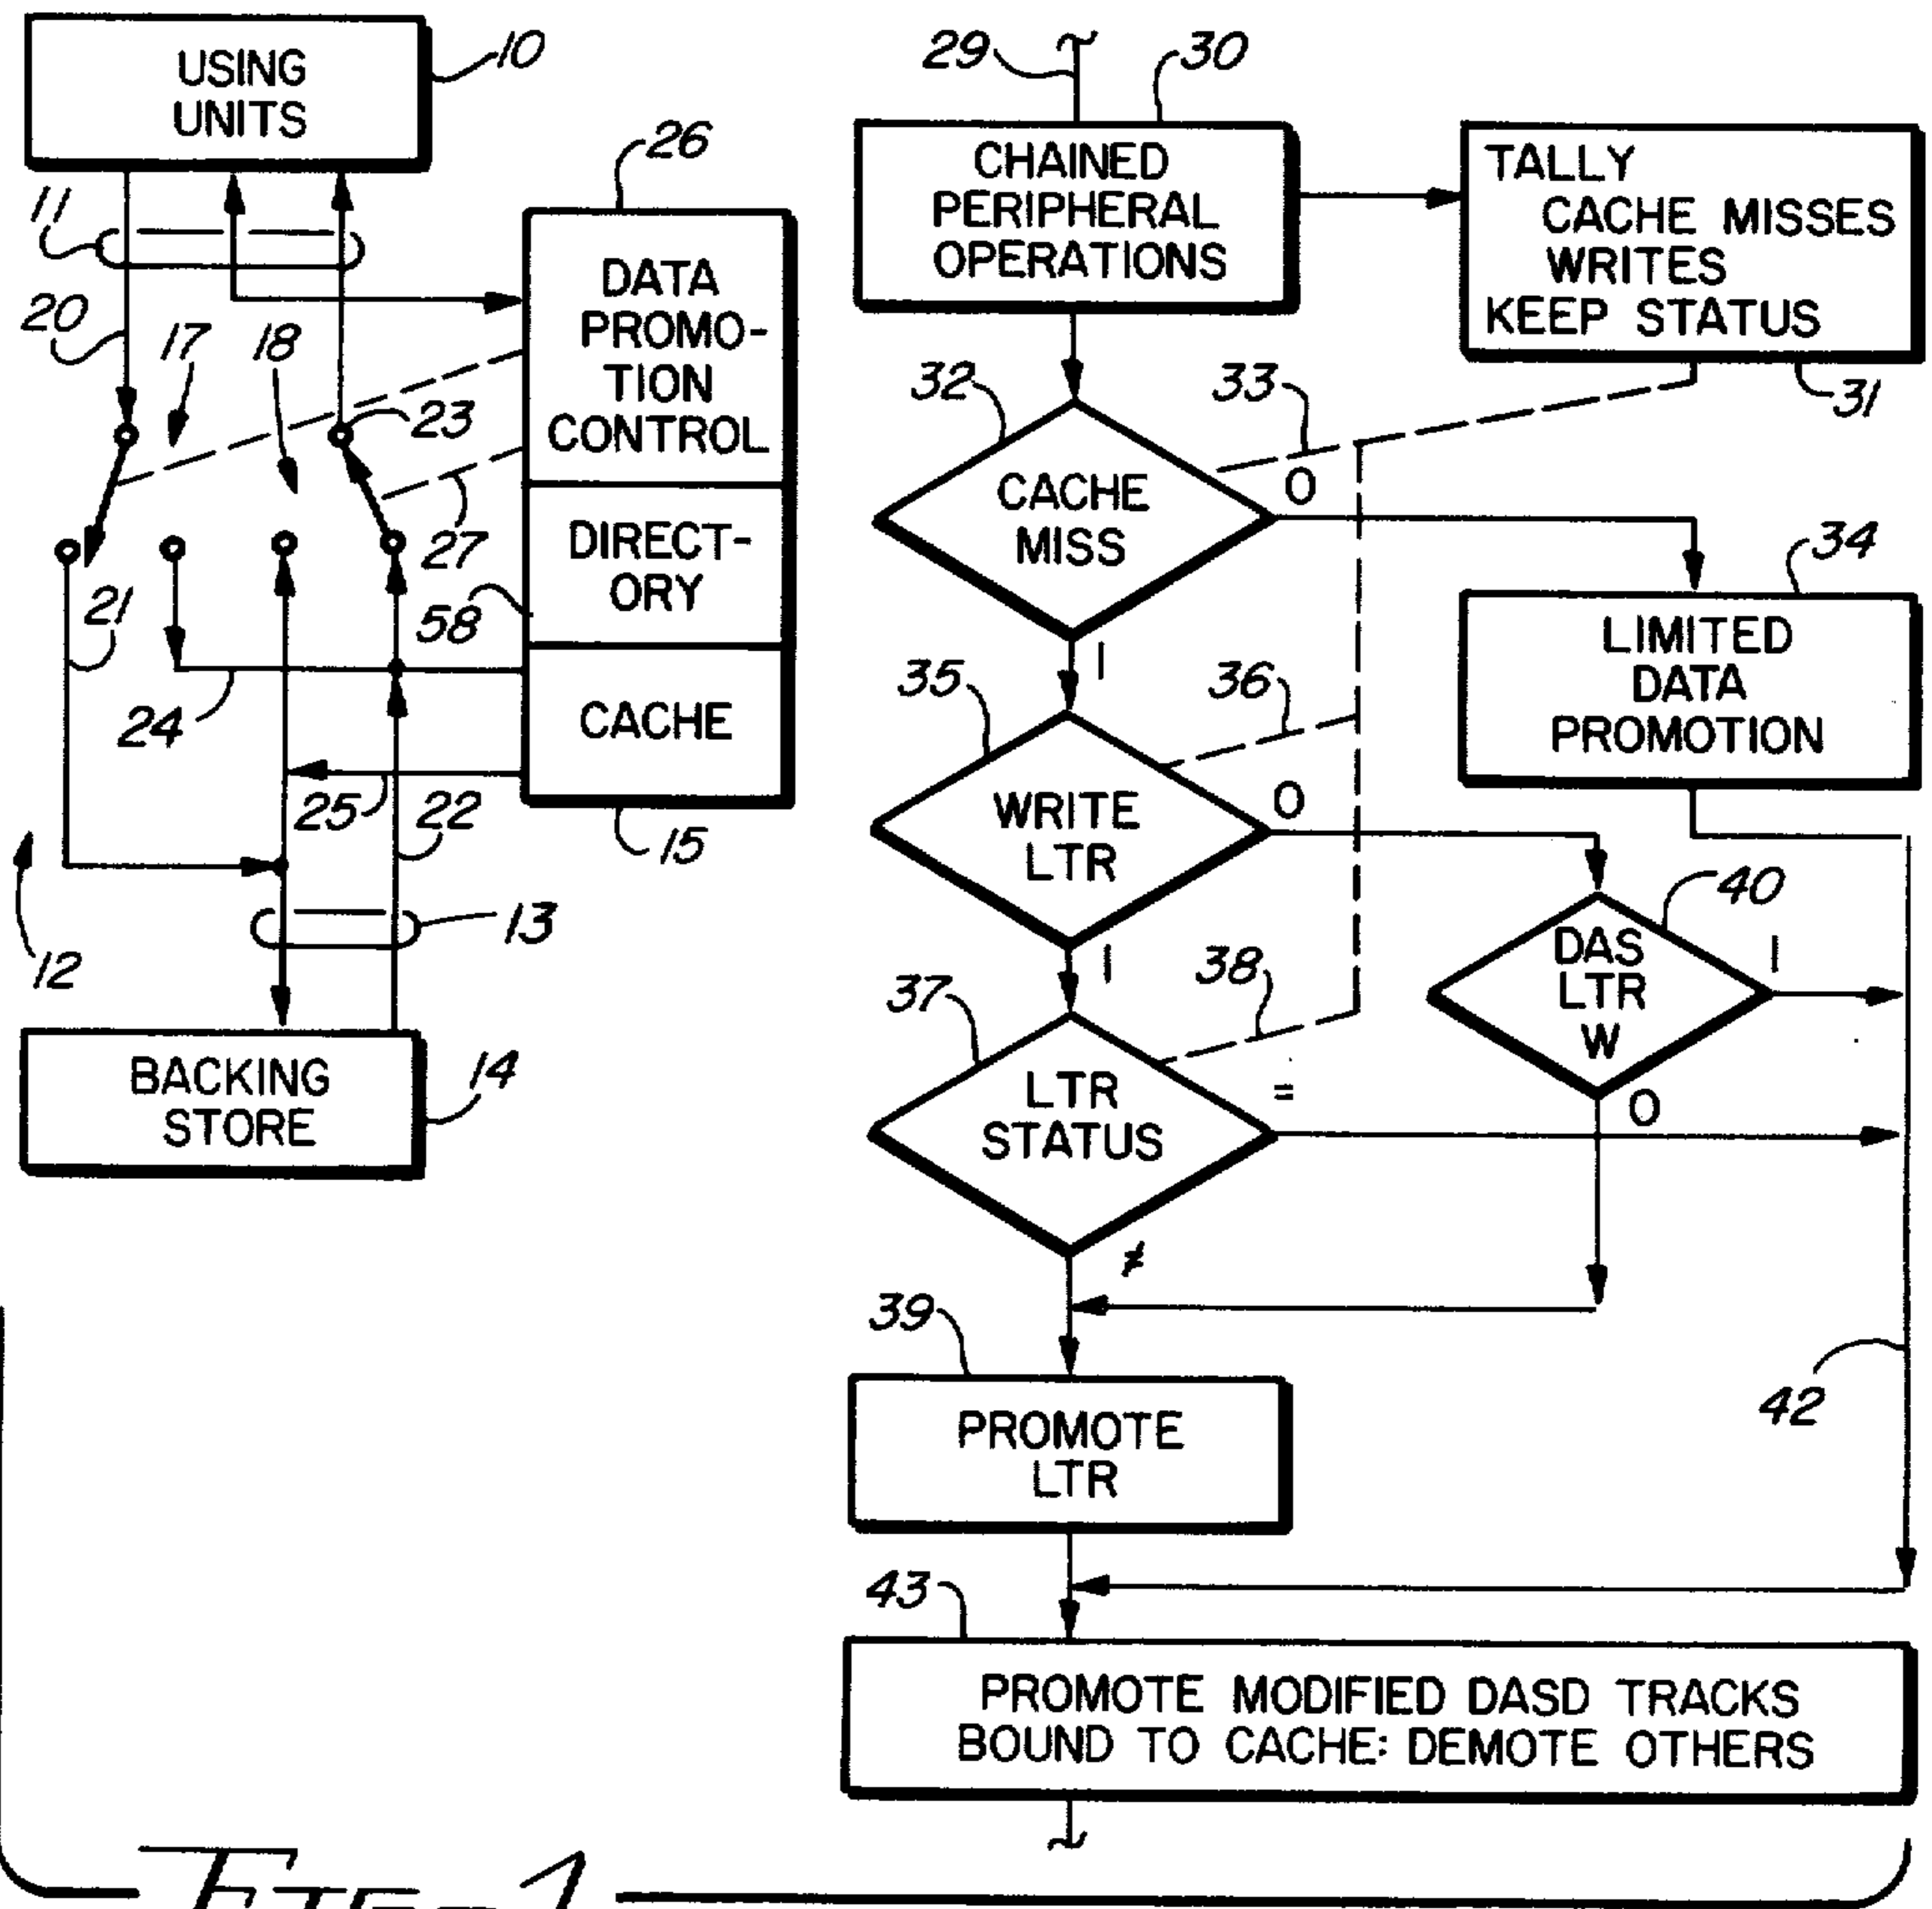 USING
UNITS
10
11
20
17
18
23
27
21
58
24
25
22
12
13
BACKING
STORE
14
26
DATA
PROMO-
TION
CONTROL
DIRECT-
ORY
CACHE
15
29
30
CHAINED
PERIPHERAL
OPERATIONS
TALLY
CACHE MISSES
WRITES
KEEP STATUS
31
32
33
CACHE
MISS
0
1
34
LIMITED
DATA
PROMOTION
35
36
WRITE
LTR
0
1
40
DAS
LTR
W
1
0
37
38
LTR
STATUS
=
≠
39
PROMOTE
LTR
42
43
PROMOTE MODIFIED DASD TRACKS
BOUND TO CACHE: DEMOTE OTHERS